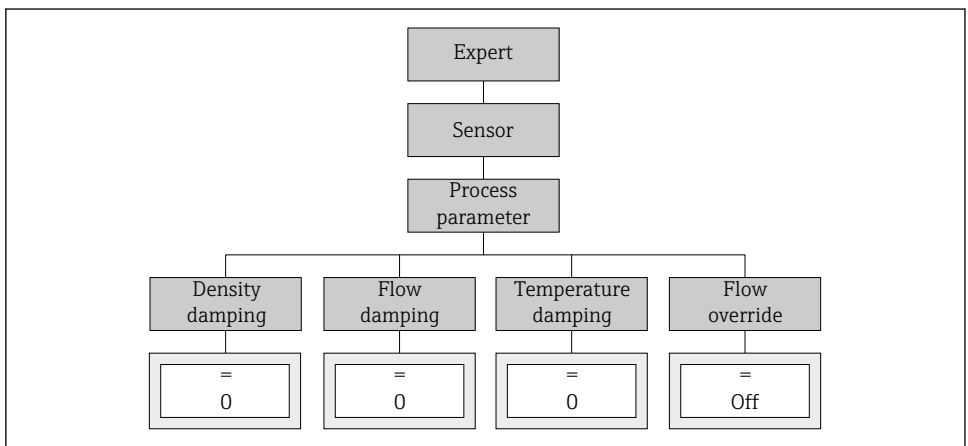 Expert
Sensor
Process
parameter
Density
damping
Flow
damping
Temperature
damping
Flow
override
=
0
=
0
=
0
=
Off